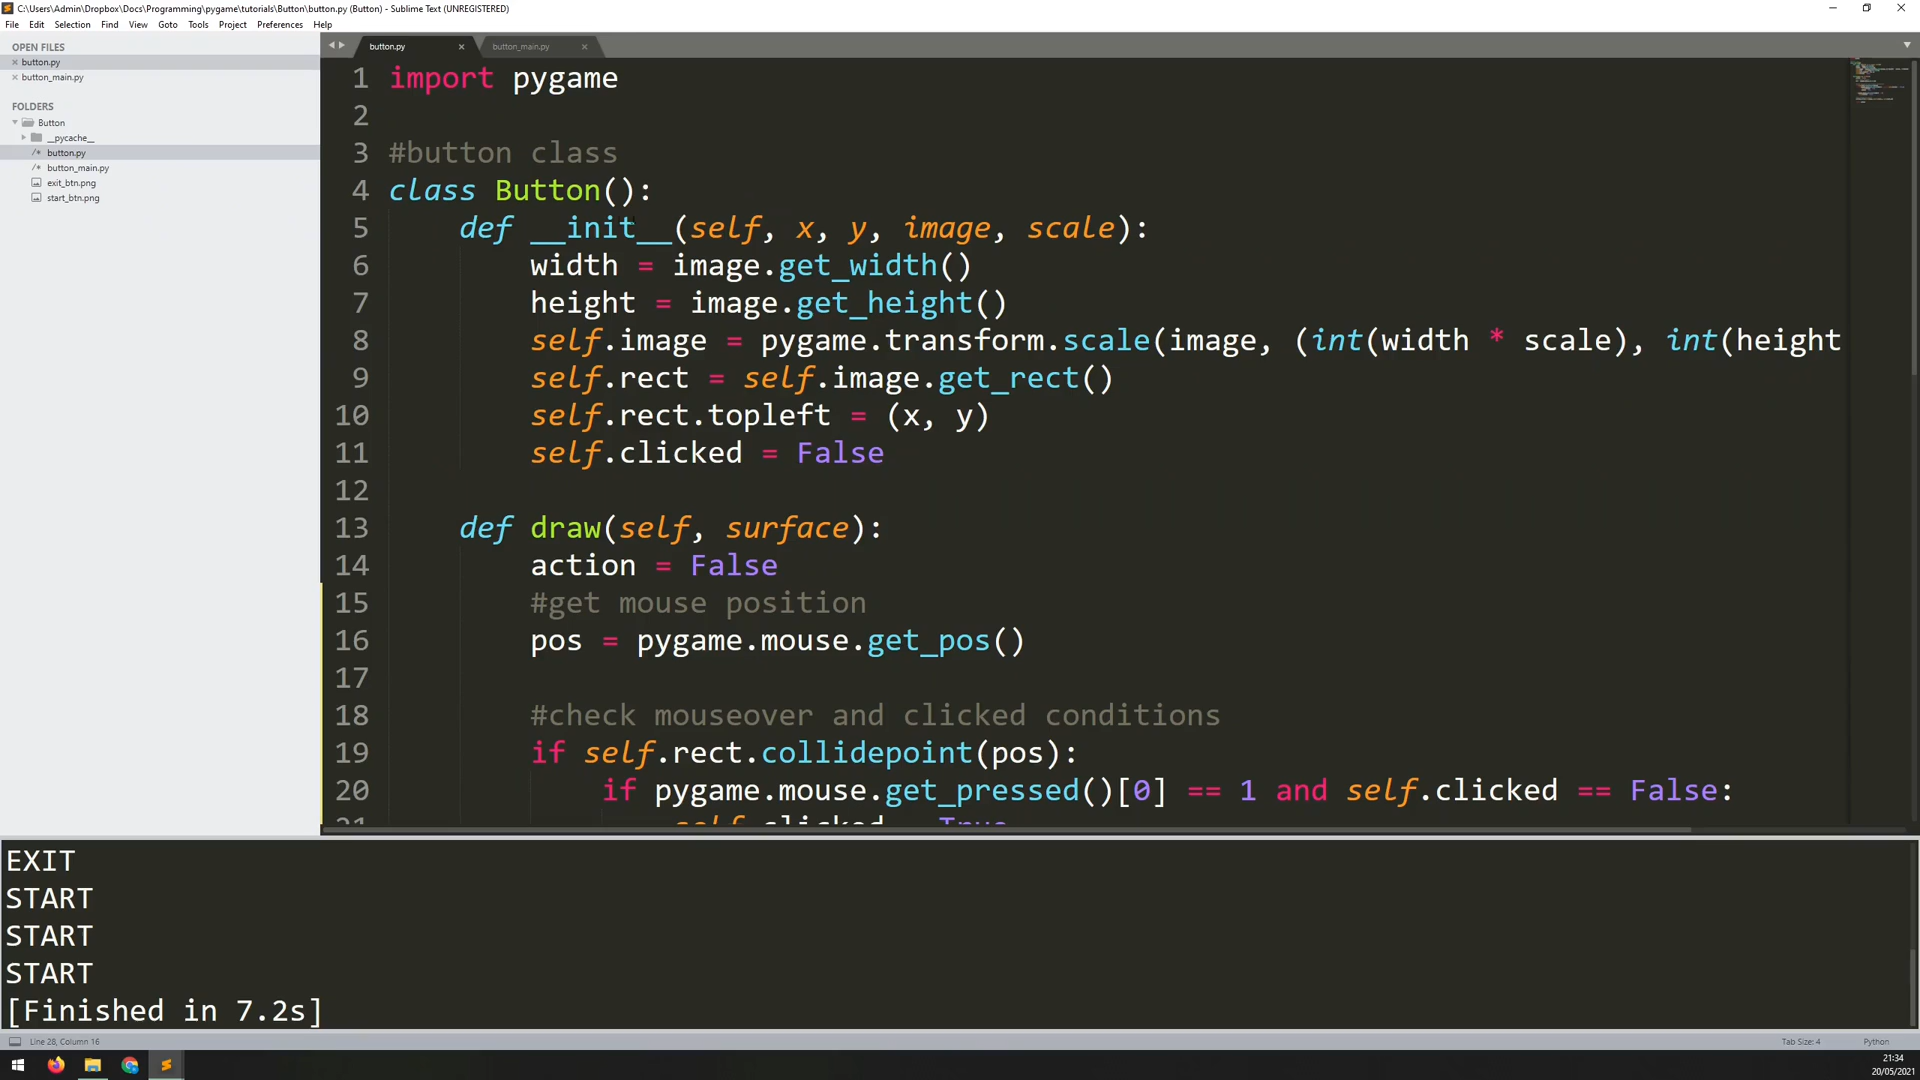 C:\Users\Admin\Dropbox\Docs\Programming\pygame\tutorials\Button\button.py (Button) - Sublime Text (UNREGISTERED)
File Edit Selection Find View Goto Tools Project Preferences Help
OPEN FILES
button.py
button_main.py
FOLDERS
Button
__pycache__
button.py
button_main.py
exit_btn.png
start_btn.png
button.py button_main.py
1 import pygame
2
3 #button class
4 class Button():
5 def __init__(self, x, y, image, scale):
6 width = image.get_width()
7 height = image.get_height()
8 self.image = pygame.transform.scale(image, (int(width * scale), int(height
9 self.rect = self.image.get_rect()
10 self.rect.topleft = (x, y)
11 self.clicked = False
12
13 def draw(self, surface):
14 action = False
15 #get mouse position
16 pos = pygame.mouse.get_pos()
17
18 #check mouseover and clicked conditions
19 if self.rect.collidepoint(pos):
20 if pygame.mouse.get_pressed()[0] == 1 and self.clicked == False:
21 self.clicked = True
EXIT
START
START
START
[Finished in 7.2s]
Line 28, Column 16 Tab Size: 4 Python
21:34
20/05/2021